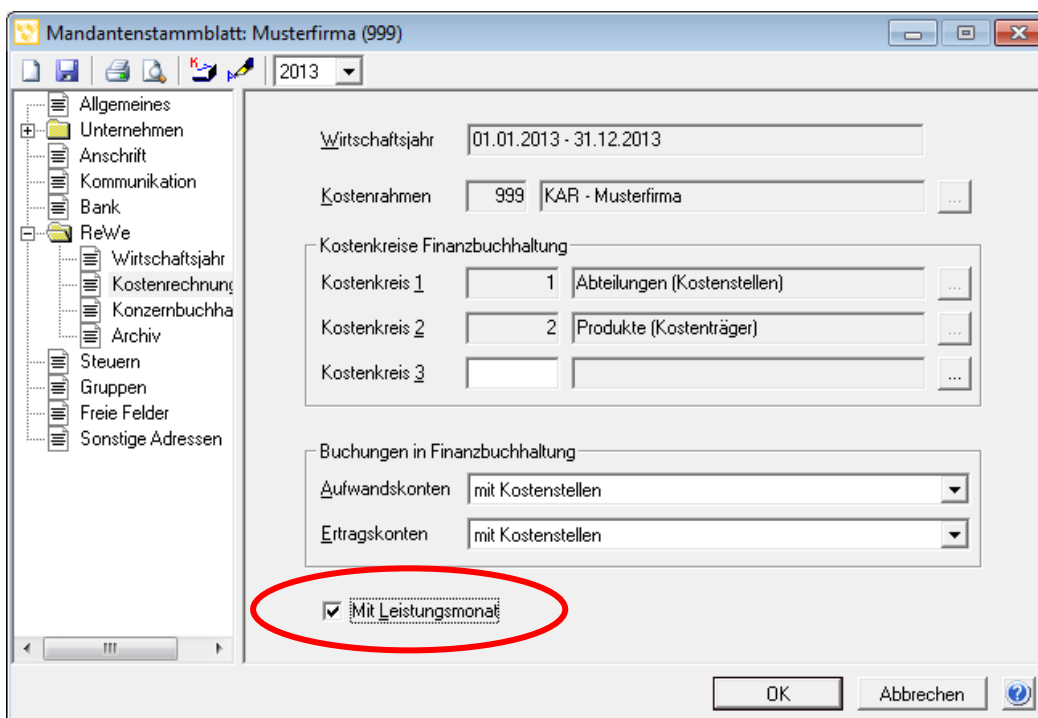 Mandantenstammblatt: Musterfirma (999)
2013
Allgemeines
Unternehmen
Anschrift
Kommunikation
Bank
ReWe
Wirtschaftsjahr
Kostenrechnung
Konzernbuchha
Archiv
Steuern
Gruppen
Freie Felder
Sonstige Adressen
Wirtschaftsjahr 01.01.2013 - 31.12.2013
Kostenrahmen 999 KAR - Musterfirma ...
Kostenkreise Finanzbuchhaltung
Kostenkreis 1 1 Abteilungen (Kostenstellen) ...
Kostenkreis 2 2 Produkte (Kostenträger) ...
Kostenkreis 3 ...
Buchungen in Finanzbuchhaltung
Aufwandskonten mit Kostenstellen
Ertragskonten mit Kostenstellen
Mit Leistungsmonat
OK Abbrechen ?